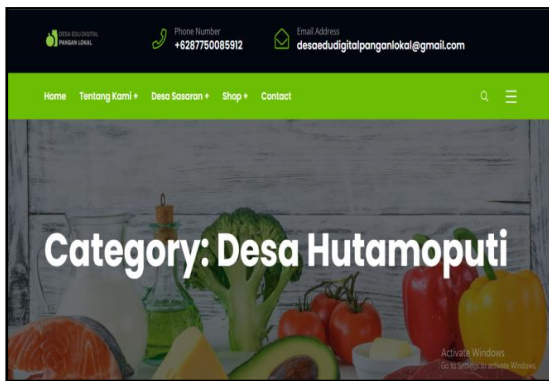 DESA EDU-DIGITAL
PANGAN LOKAL
Phone Number
+6287750085912
Email Address
desaedudigitalpanganlokal@gmail.com
Home Tentang Kami + Desa Sasaran + Shop + Contact
Category: Desa Hutamoputi
Activate Windows
Go to Settings to activate Windows.